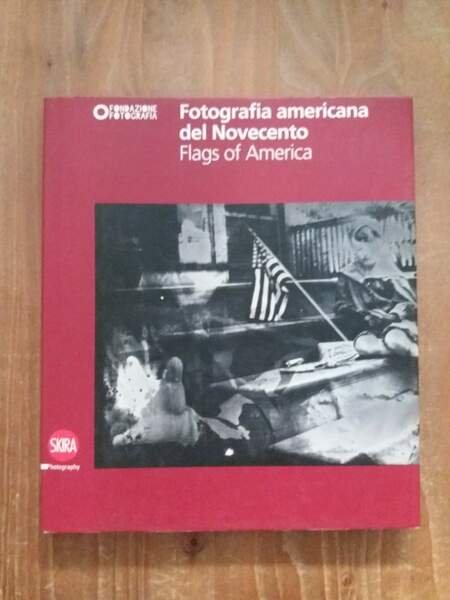 FONDAZIONE
FOTOGRAFIA
Fotografia americana
del Novecento
Flags of America
SKIRA
Photography